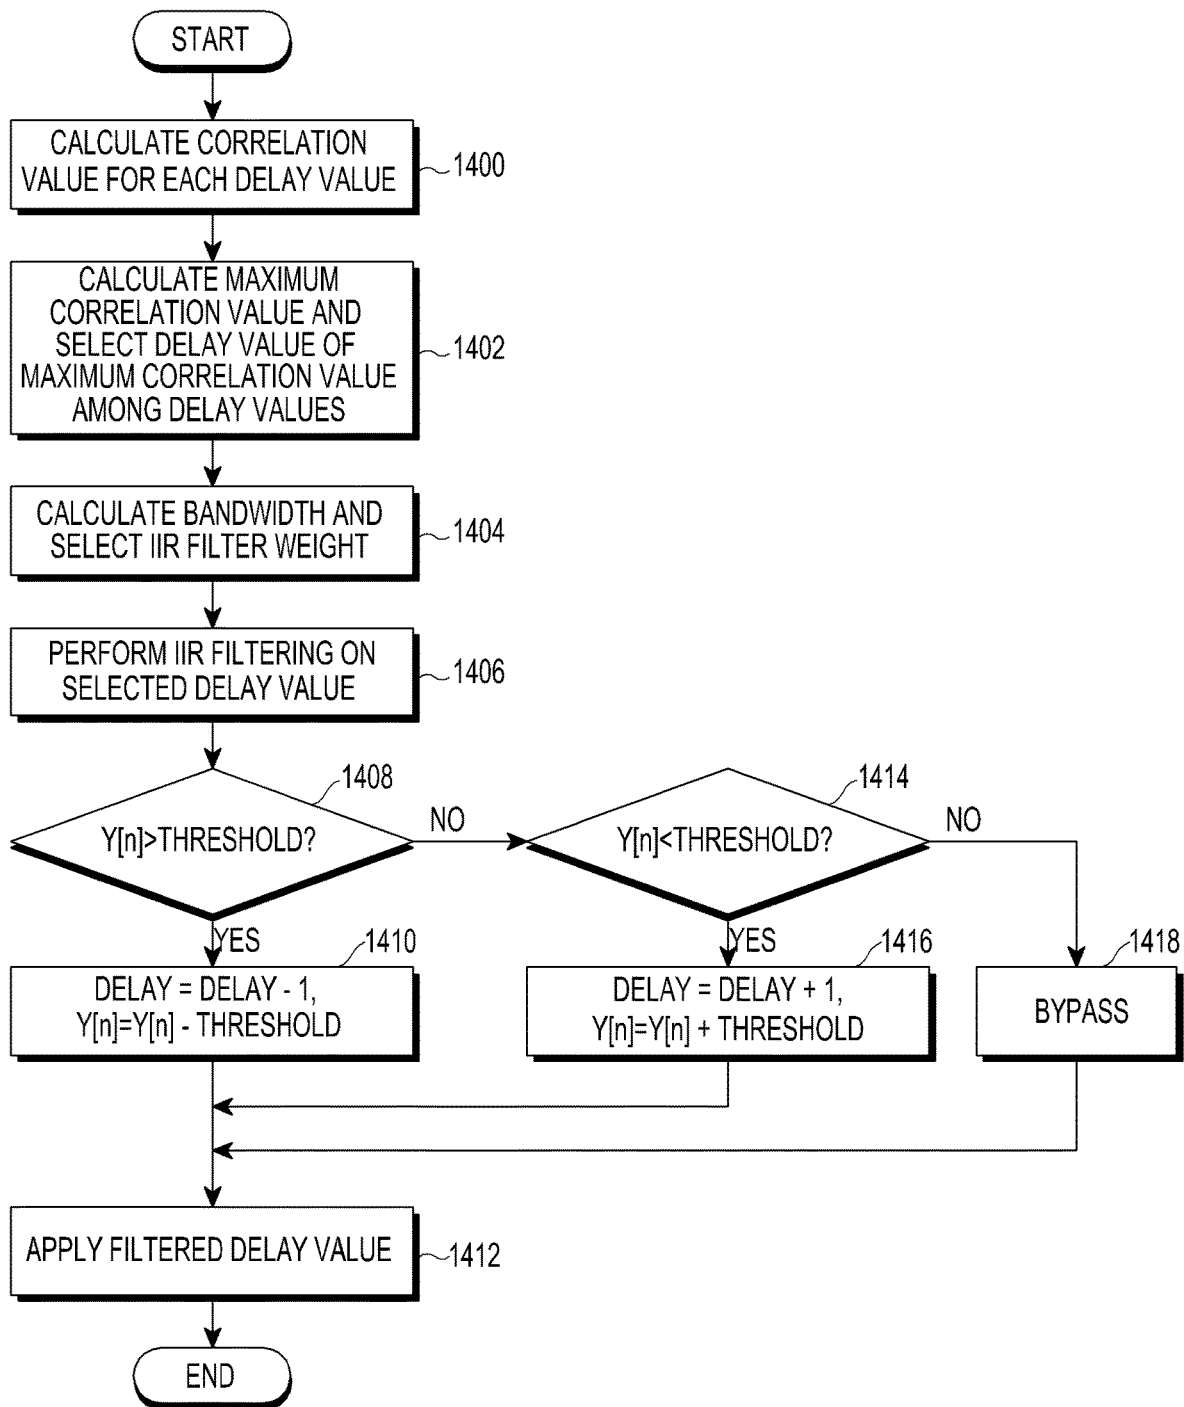 START
CALCULATE CORRELATION
VALUE FOR EACH DELAY VALUE
1400
CALCULATE MAXIMUM
CORRELATION VALUE AND
SELECT DELAY VALUE OF
MAXIMUM CORRELATION VALUE
AMONG DELAY VALUES
1402
CALCULATE BANDWIDTH AND
SELECT IIR FILTER WEIGHT
1404
PERFORM IIR FILTERING ON
SELECTED DELAY VALUE
1406
1408
Y[n]>THRESHOLD?
NO
1414
Y[n]<THRESHOLD?
NO
YES
1410
DELAY = DELAY - 1,
Y[n]=Y[n] - THRESHOLD
YES
1416
DELAY = DELAY + 1,
Y[n]=Y[n] + THRESHOLD
1418
BYPASS
APPLY FILTERED DELAY VALUE
1412
END